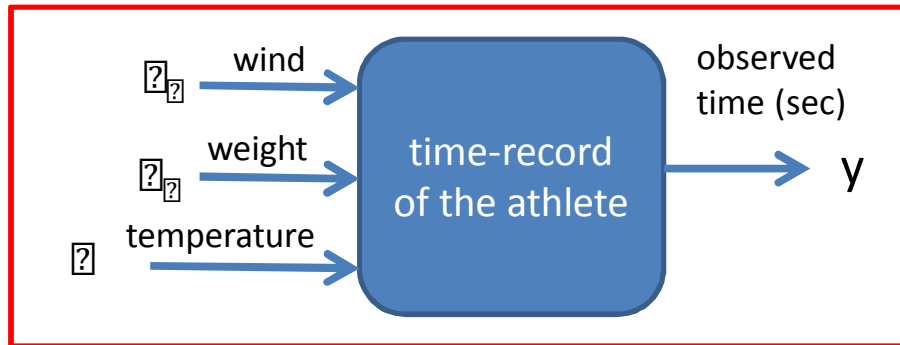 wind
weight
temperature
time-record
of the athlete
observed
time (sec)
y